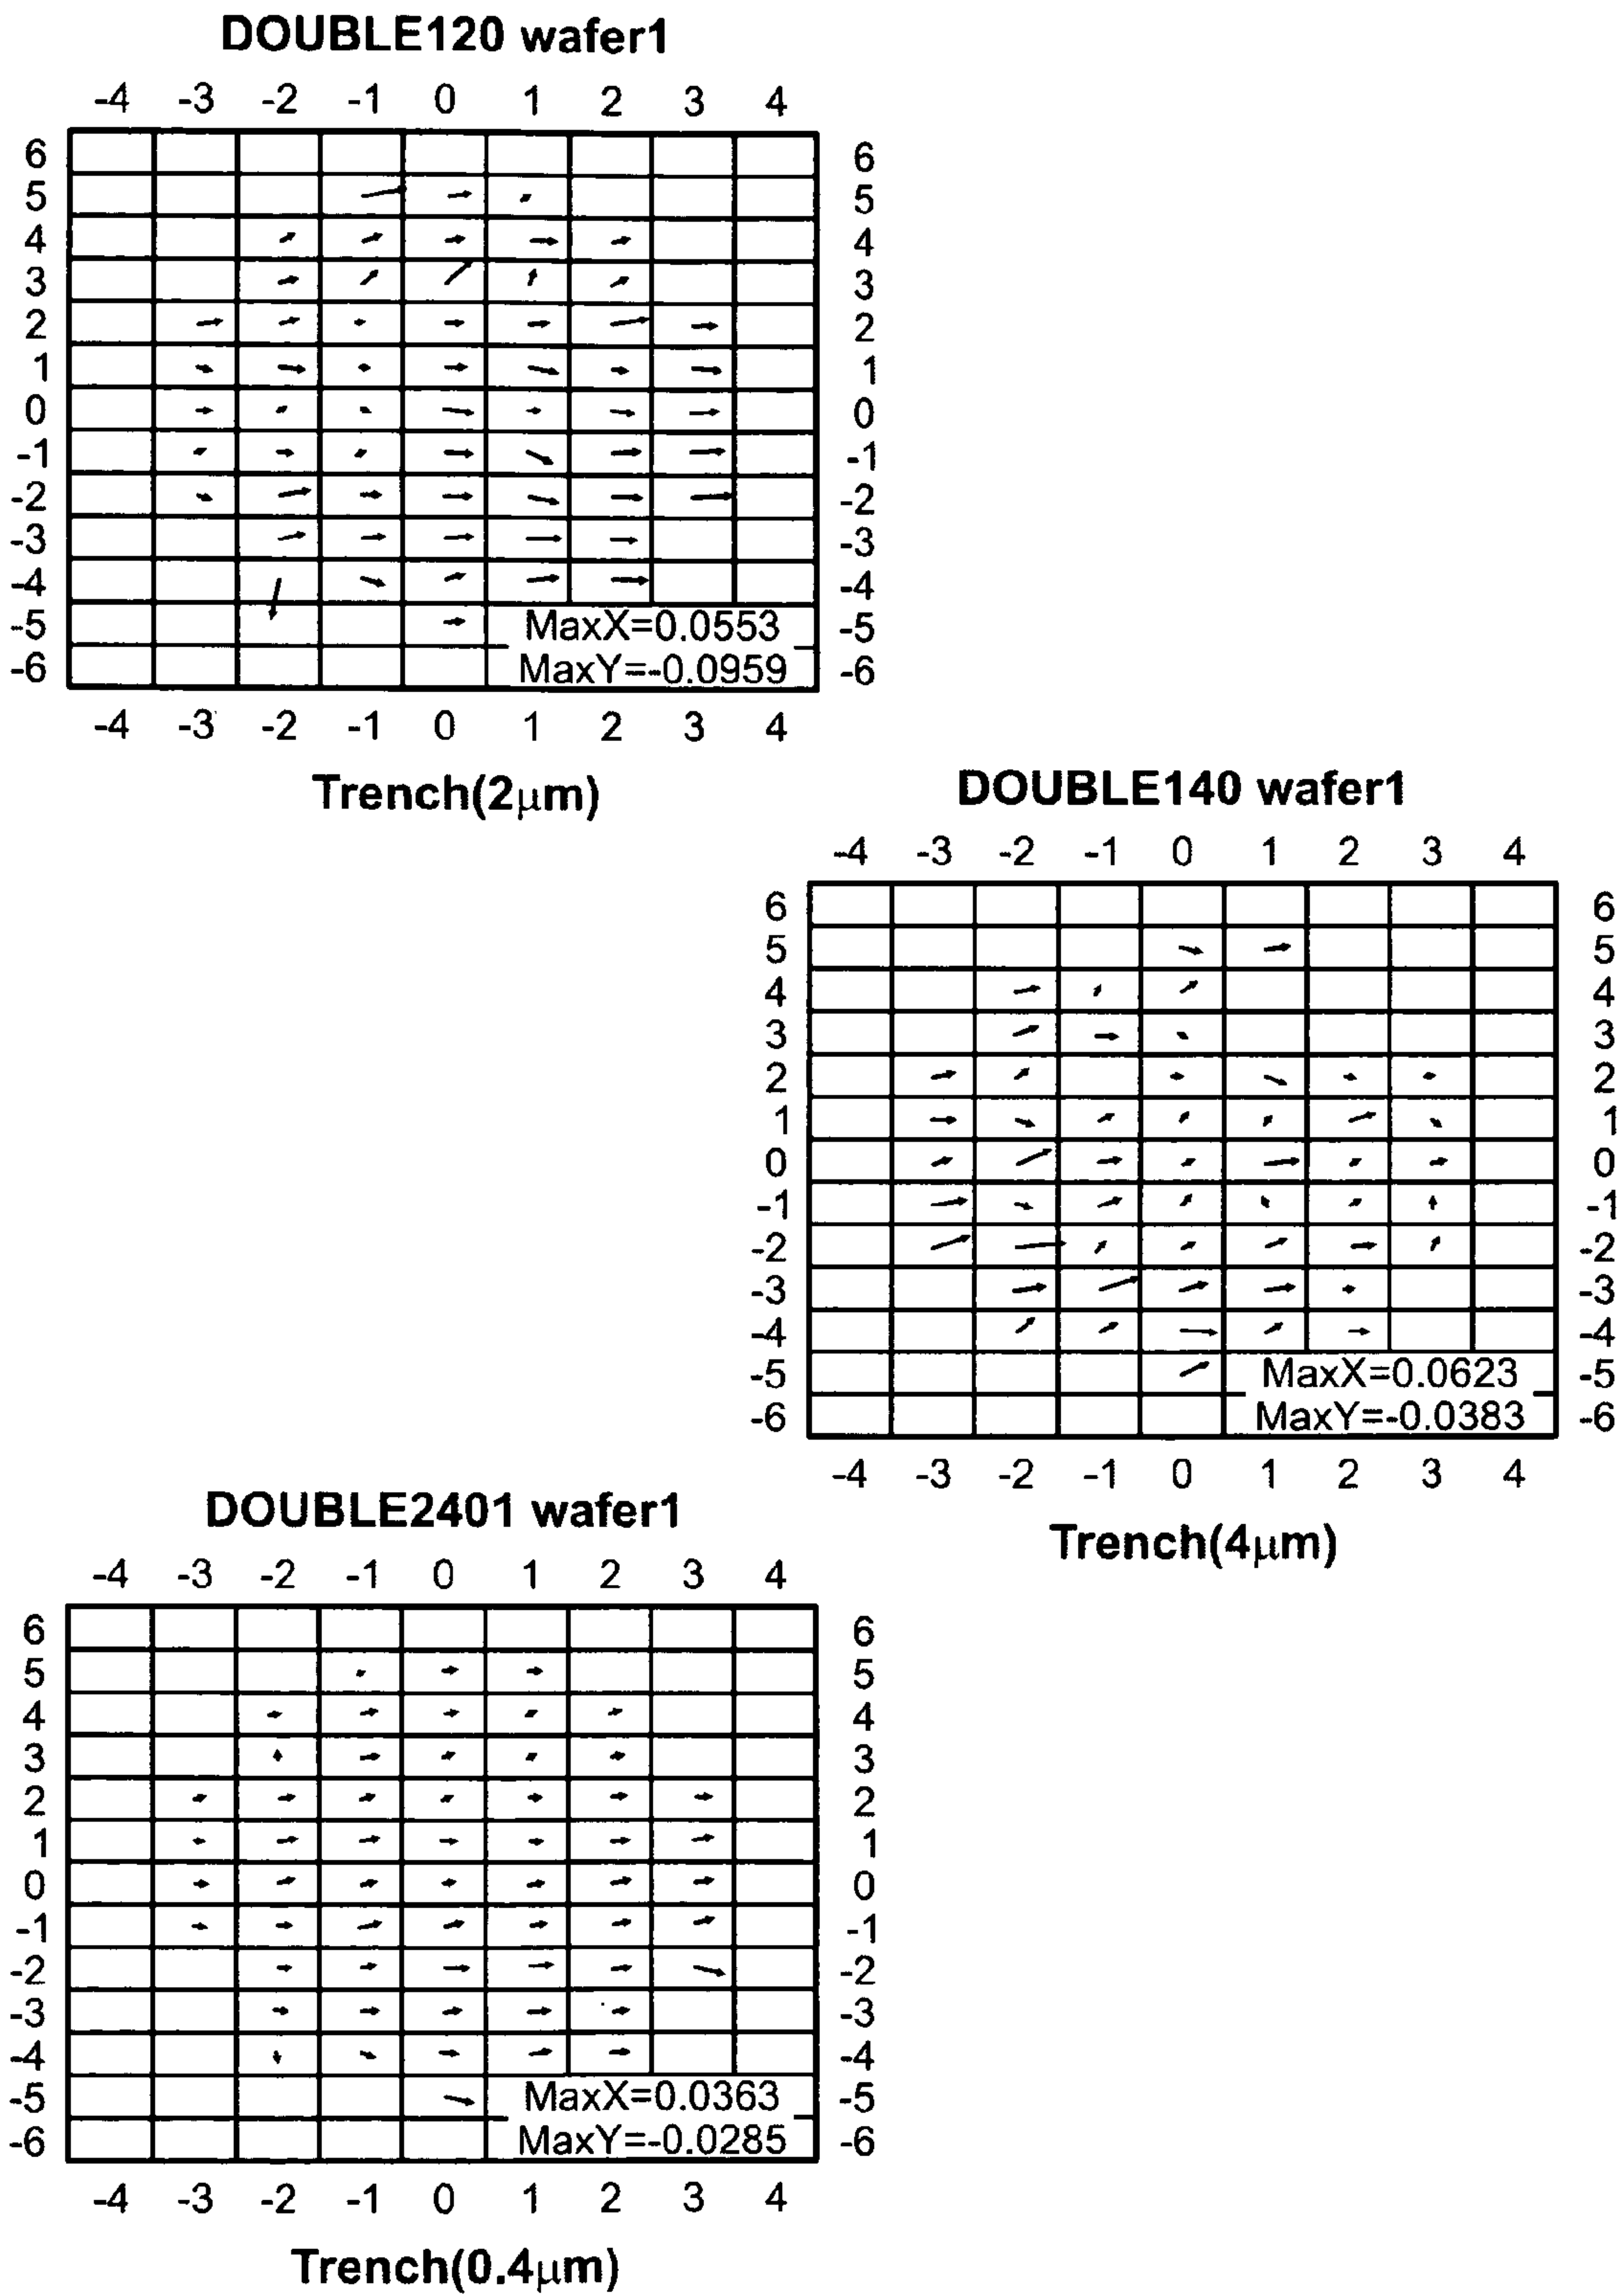 DOUBLE120 wafer1
-4 -3 -2 -1 0 1 2 3 4
6 6
5 5
4 4
3 3
2 2
1 1
0 0
-1 -1
-2 -2
-3 -3
-4 -4
-5 MaxX=0.0553 -5
-6 MaxY=-0.0959 -6
-4 -3 -2 -1 0 1 2 3 4
Trench(2μm)
DOUBLE140 wafer1
-4 -3 -2 -1 0 1 2 3 4
6 6
5 5
4 4
3 3
2 2
1 1
0 0
-1 -1
-2 -2
-3 -3
-4 -4
-5 MaxX=0.0623 -5
-6 MaxY=-0.0383 -6
-4 -3 -2 -1 0 1 2 3 4
Trench(4μm)
DOUBLE2401 wafer1
-4 -3 -2 -1 0 1 2 3 4
6 6
5 5
4 4
3 3
2 2
1 1
0 0
-1 -1
-2 -2
-3 -3
-4 -4
-5 MaxX=0.0363 -5
-6 MaxY=-0.0285 -6
-4 -3 -2 -1 0 1 2 3 4
Trench(0.4μm)